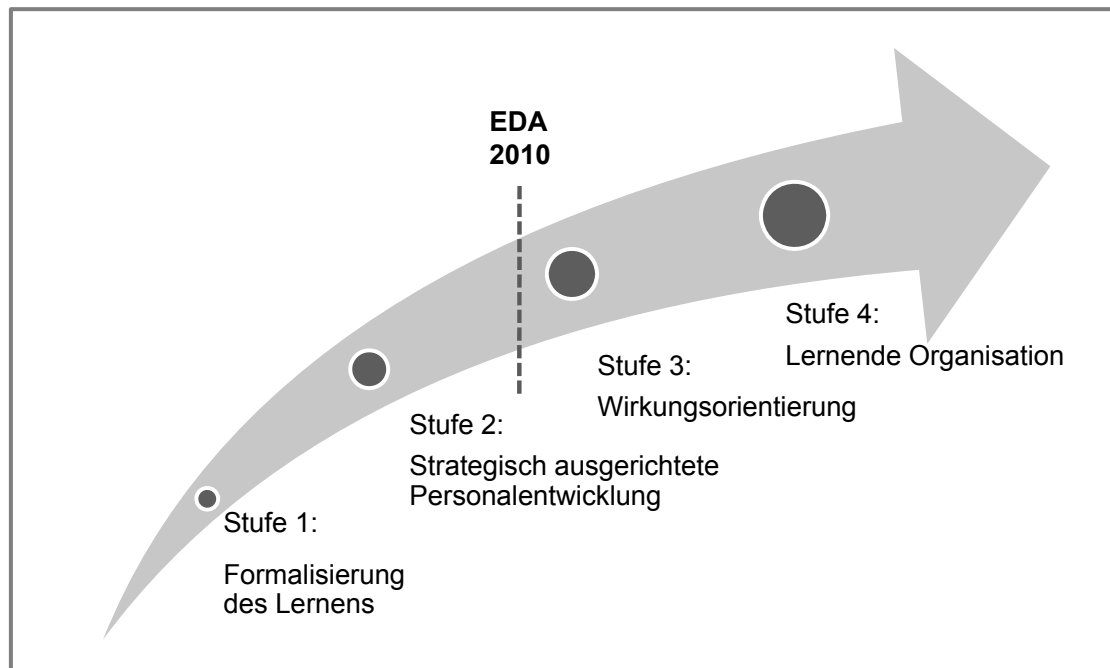 EDA
2010
Stufe 1:
Formalisierung
des Lernens
Stufe 2:
Strategisch ausgerichtete
Personalentwicklung
Stufe 3:
Wirkungsorientierung
Stufe 4:
Lernende Organisation